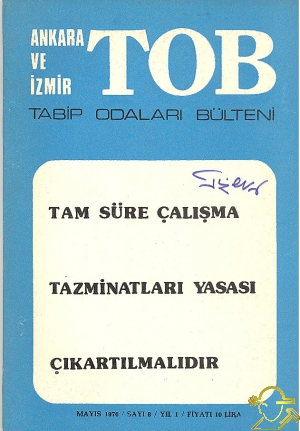 ANKARA
VE
İZMİR
TOB
TABİP ODALARI BÜLTENİ
TAM SÜRE ÇALIŞMA
TAZMİNATLARI YASASI
ÇIKARTILMALIDIR
MAYIS 1976 / SAYI 6 / YIL 1 / FİYATI 10 LİRA